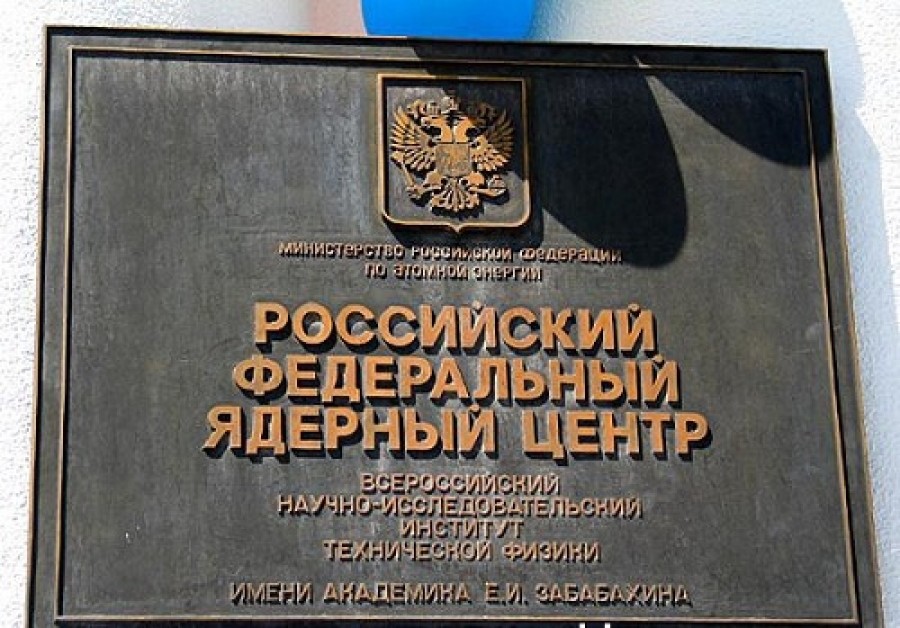 МИНИСТЕРСТВО РОССИЙСКОЙ ФЕДЕРАЦИИ
ПО АТОМНОЙ ЭНЕРГИИ
РОССИЙСКИЙ
ФЕДЕРАЛЬНЫЙ
ЯДЕРНЫЙ ЦЕНТР
ВСЕРОССИЙСКИЙ
НАУЧНО-ИССЛЕДОВАТЕЛЬСКИЙ
ИНСТИТУТ
ТЕХНИЧЕСКОЙ ФИЗИКИ
ИМЕНИ АКАДЕМИКА Е.И. ЗАБАБАХИНА